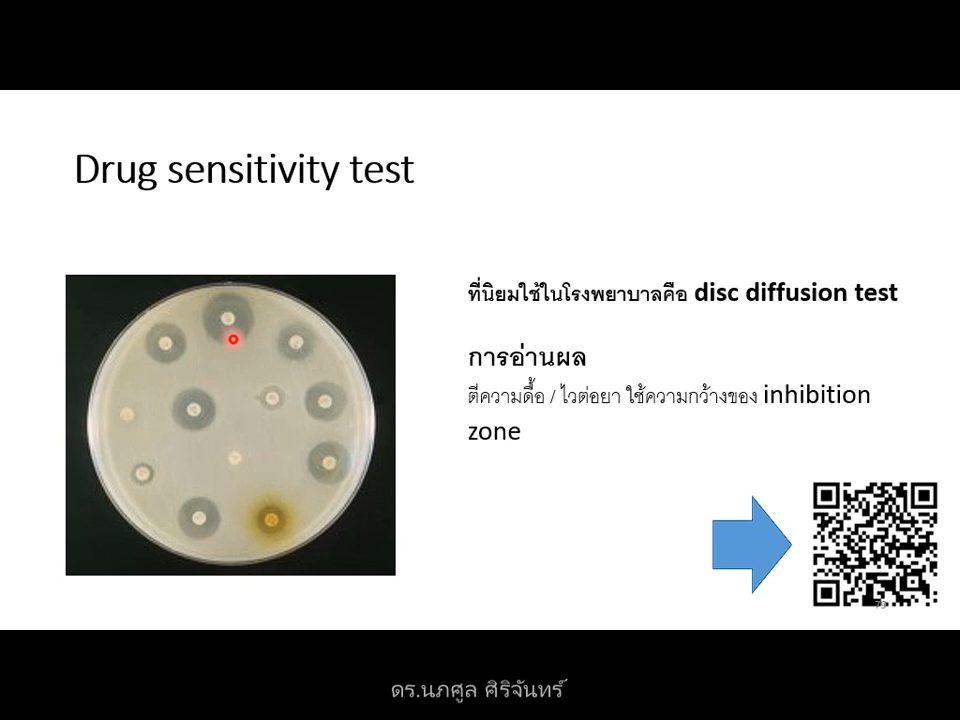 Drug sensitivity test
ที่นิยมใช้ในโรงพยาบาลคือ disc diffusion test
การอ่านผล
ตีความดื้อ / ไวต่อยา ใช้ความกว้างของ inhibition
zone
79
ดร.นภศูล ศิริจันทร์